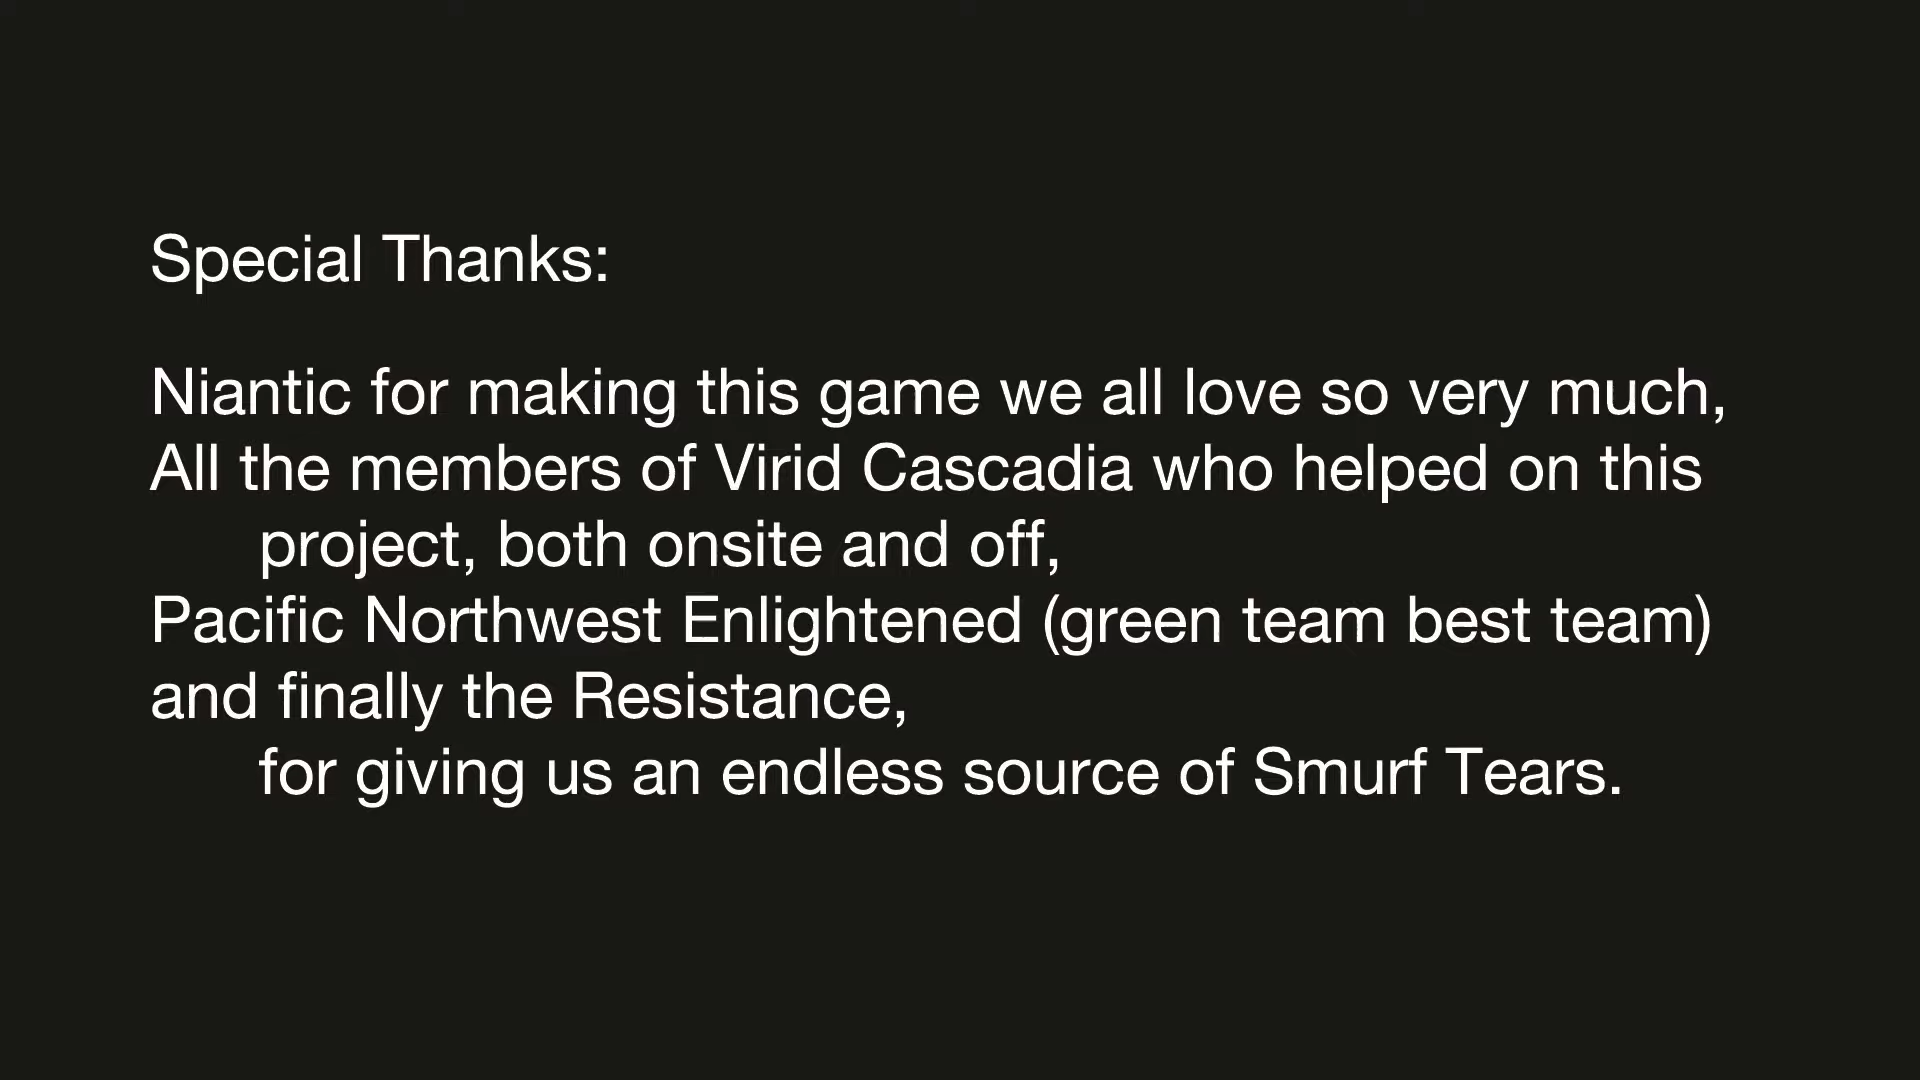 Special Thanks:
Niantic for making this game we all love so very much,
All the members of Virid Cascadia who helped on this
project, both onsite and off,
Pacific Northwest Enlightened (green team best team)
and finally the Resistance,
for giving us an endless source of Smurf Tears.